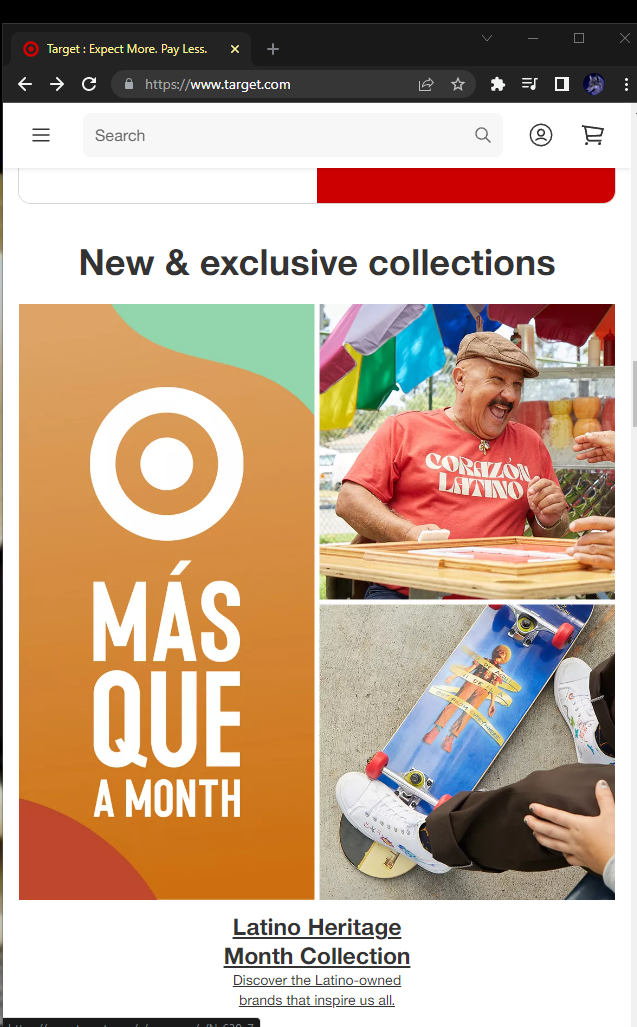 Target : Expect More. Pay Less.
https://www.target.com
Search
New & exclusive collections
MÁS
QUE
A MONTH
CORAZÓN
LATINO
Latino Heritage
Month Collection
Discover the Latino-owned
brands that inspire us all.